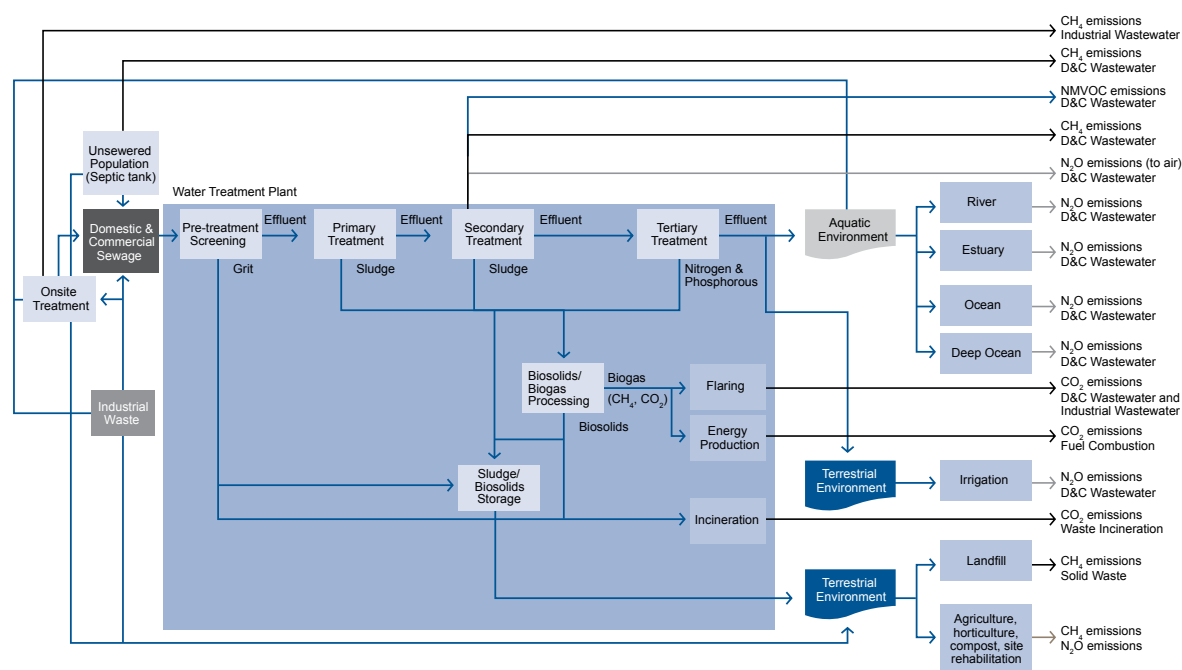 CH₄ emissions
Industrial Wastewater
CH₄ emissions
D&C Wastewater
NMVOC emissions
D&C Wastewater
CH₄ emissions
D&C Wastewater
N₂O emissions (to air)
D&C Wastewater
Unsewered
Population
(Septic tank)
Water Treatment Plant
Domestic &
Commercial
Sewage
Pre-treatment
Screening
Effluent
Primary
Treatment
Effluent
Secondary
Treatment
Effluent
Tertiary
Treatment
Effluent
Aquatic
Environment
River
N₂O emissions
D&C Wastewater
Estuary
N₂O emissions
D&C Wastewater
Grit
Sludge
Sludge
Nitrogen &
Phosphorous
Onsite
Treatment
Ocean
N₂O emissions
D&C Wastewater
Deep Ocean
N₂O emissions
D&C Wastewater
Biosolids/
Biogas
Processing
Biogas
(CH₄, CO₂)
Biosolids
Flaring
CO₂ emissions
D&C Wastewater and
Industrial Wastewater
Industrial
Waste
Energy
Production
CO₂ emissions
Fuel Combustion
Sludge/
Biosolids
Storage
Terrestrial
Environment
Irrigation
N₂O emissions
D&C Wastewater
Incineration
CO₂ emissions
Waste Incineration
Terrestrial
Environment
Landfill
CH₄ emissions
Solid Waste
Agriculture,
horticulture,
compost, site
rehabilitation
CH₄ emissions
N₂O emissions